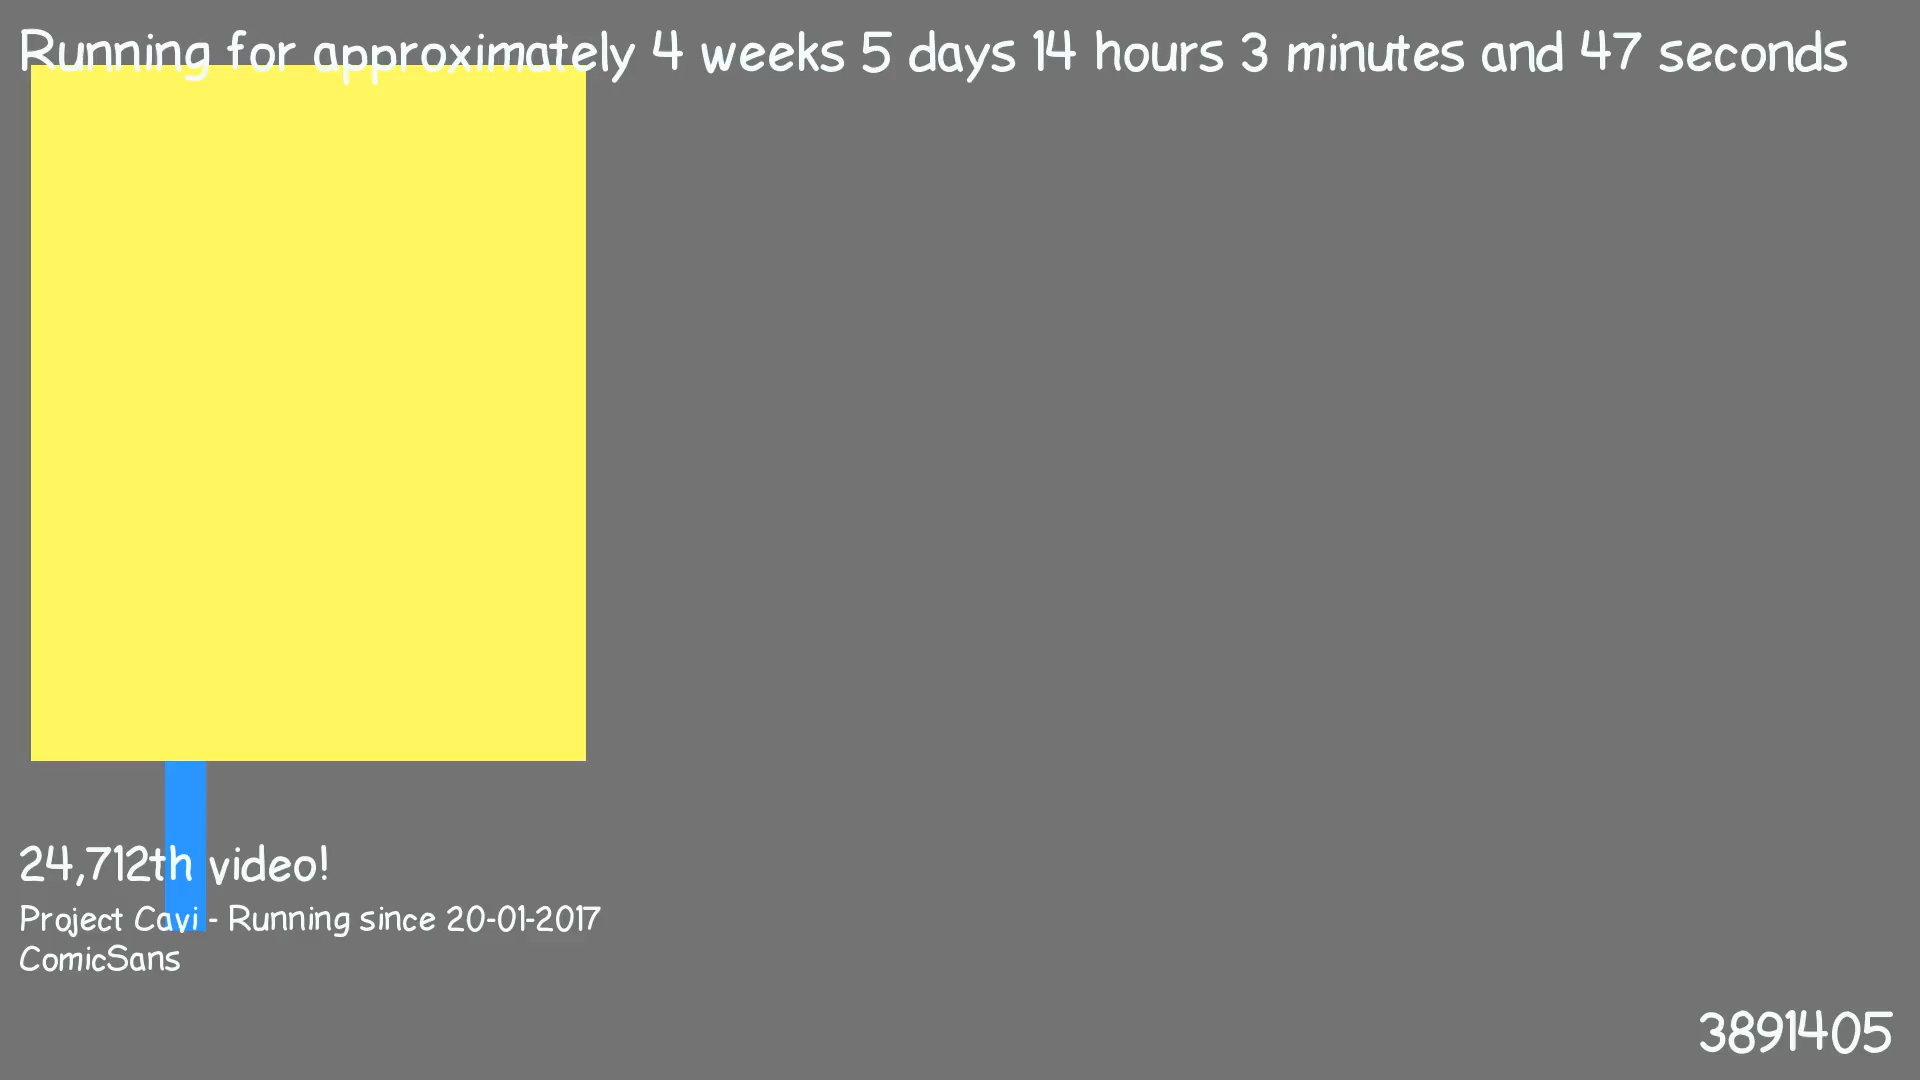 Running for approximately 4 weeks 5 days 14 hours 3 minutes and 47 seconds
24,712th video!
Project Cavi - Running since 20-01-2017
ComicSans
3891405